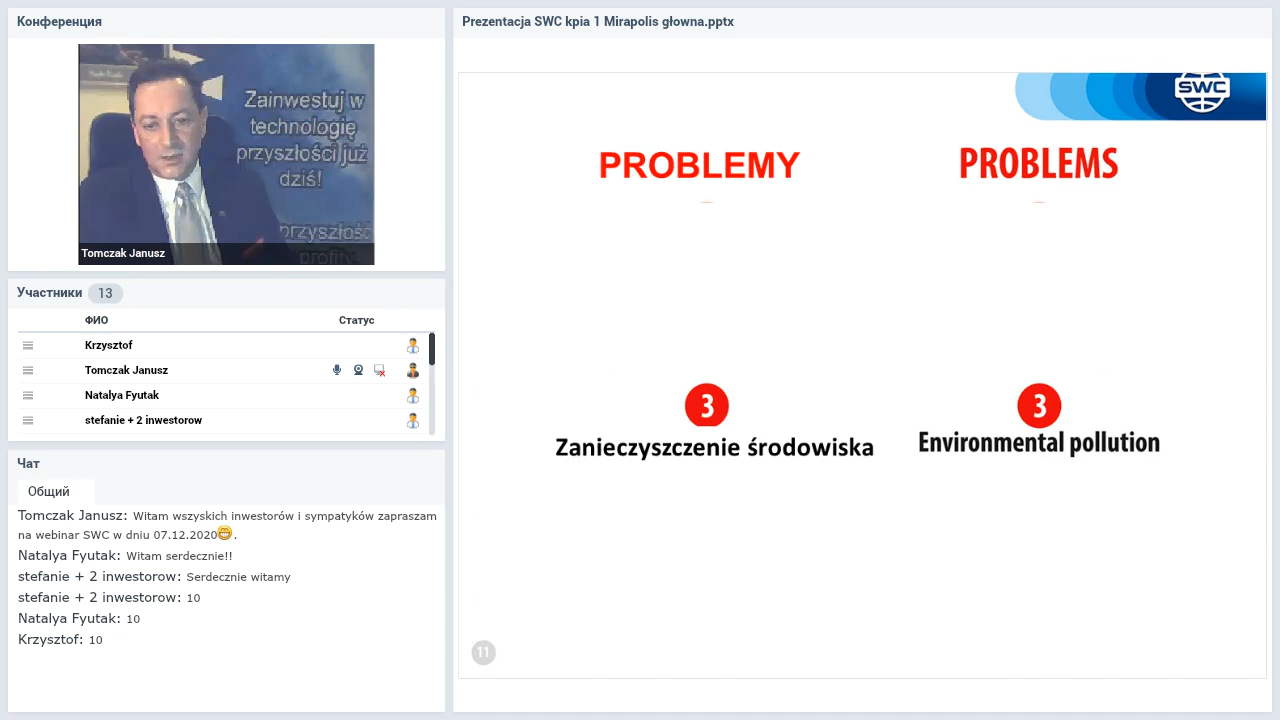 Конференция
Zainwestuj w
technologię
przyszłości już
dziś!
przyszłośc
profity
Tomczak Janusz
Участники 13
ФИО Статус
Krzysztof
Tomczak Janusz
Natalya Fyutak
stefanie + 2 inwestorow
Чат
Общий
Tomczak Janusz: Witam wszyskich inwestorów i sympatyków zapraszam
na webinar SWC w dniu 07.12.2020😁.
Natalya Fyutak: Witam serdecznie!!
stefanie + 2 inwestorow: Serdecznie witamy
stefanie + 2 inwestorow: 10
Natalya Fyutak: 10
Krzysztof: 10
Prezentacja SWC kpia 1 Mirapolis głowna.pptx
SWC
PROBLEMY
PROBLEMS
3
Zanieczyszczenie środowiska
3
Environmental pollution
11